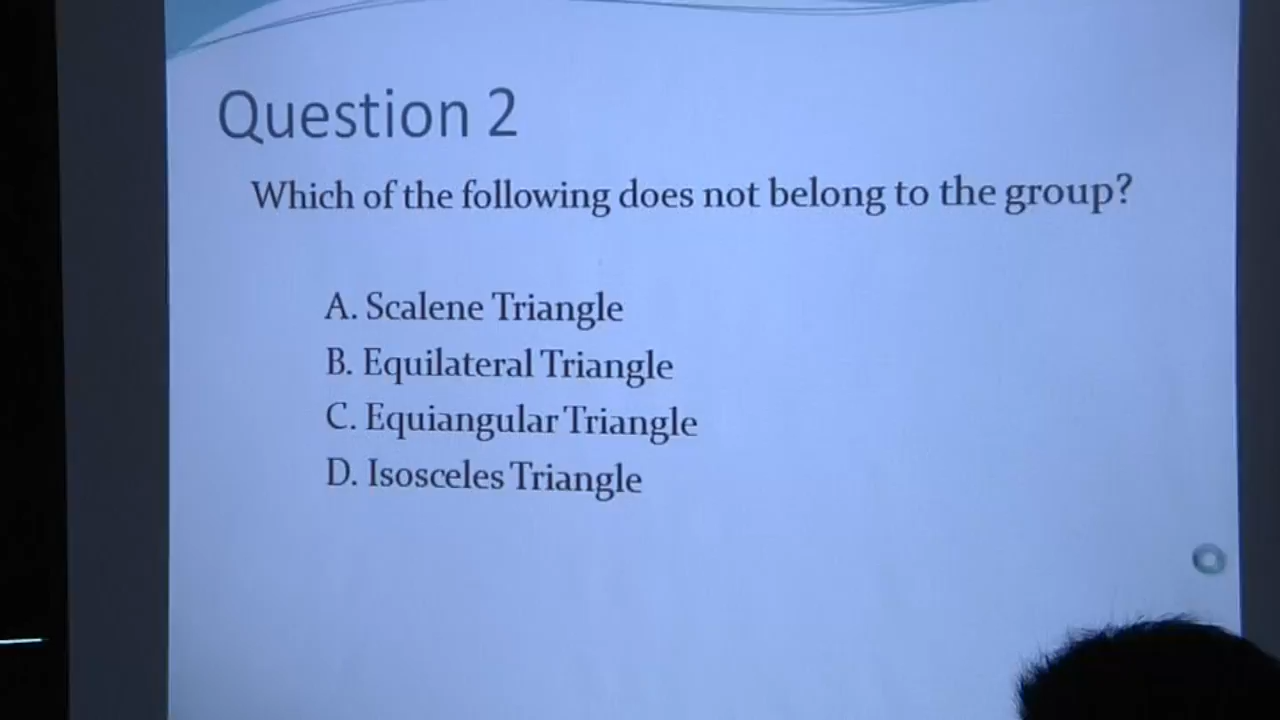 Question 2
Which of the following does not belong to the group?
A. Scalene Triangle
B. Equilateral Triangle
C. Equiangular Triangle
D. Isosceles Triangle